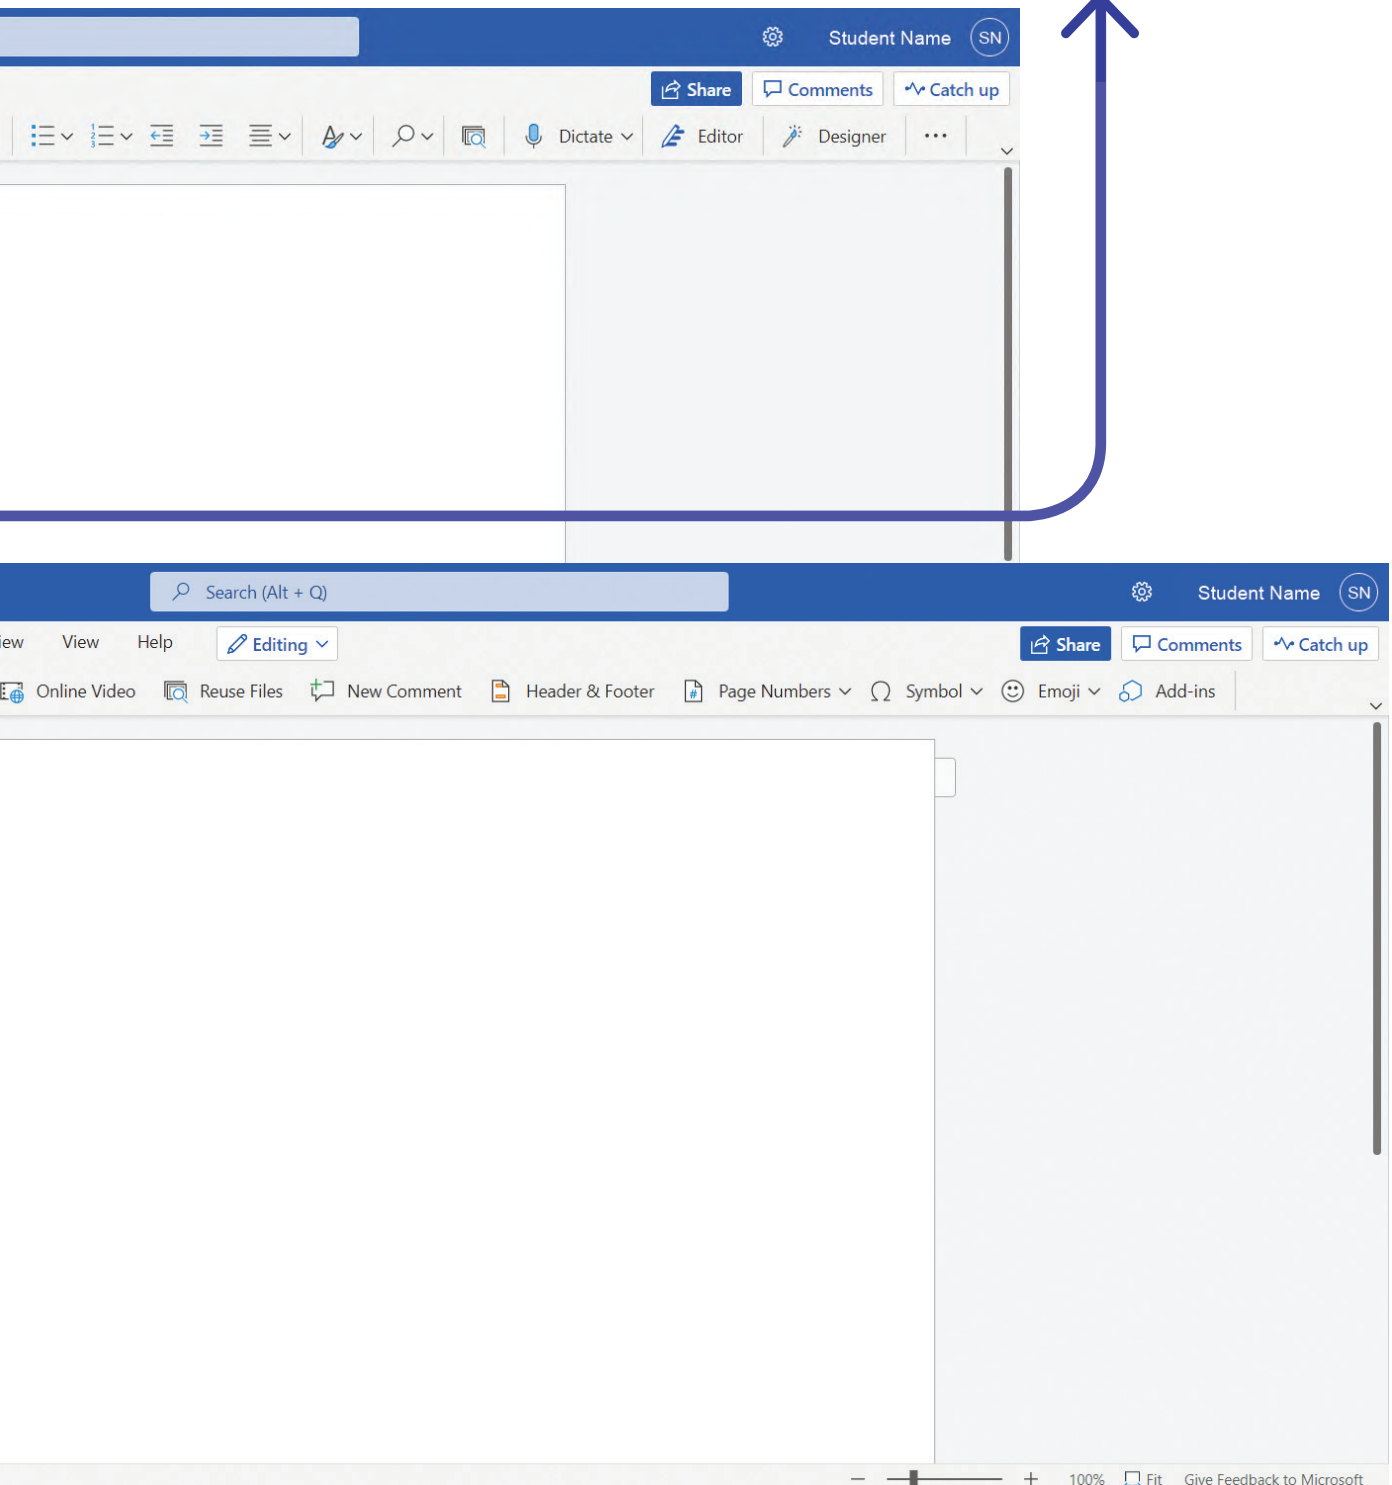 Student Name SN
Share Comments Catch up
Dictate Editor Designer
Search (Alt + Q) Student Name SN
iew View Help Editing Share Comments Catch up
Online Video Reuse Files New Comment Header & Footer Page Numbers Symbol Emoji Add-ins
100% Fit Give Feedback to Microsoft